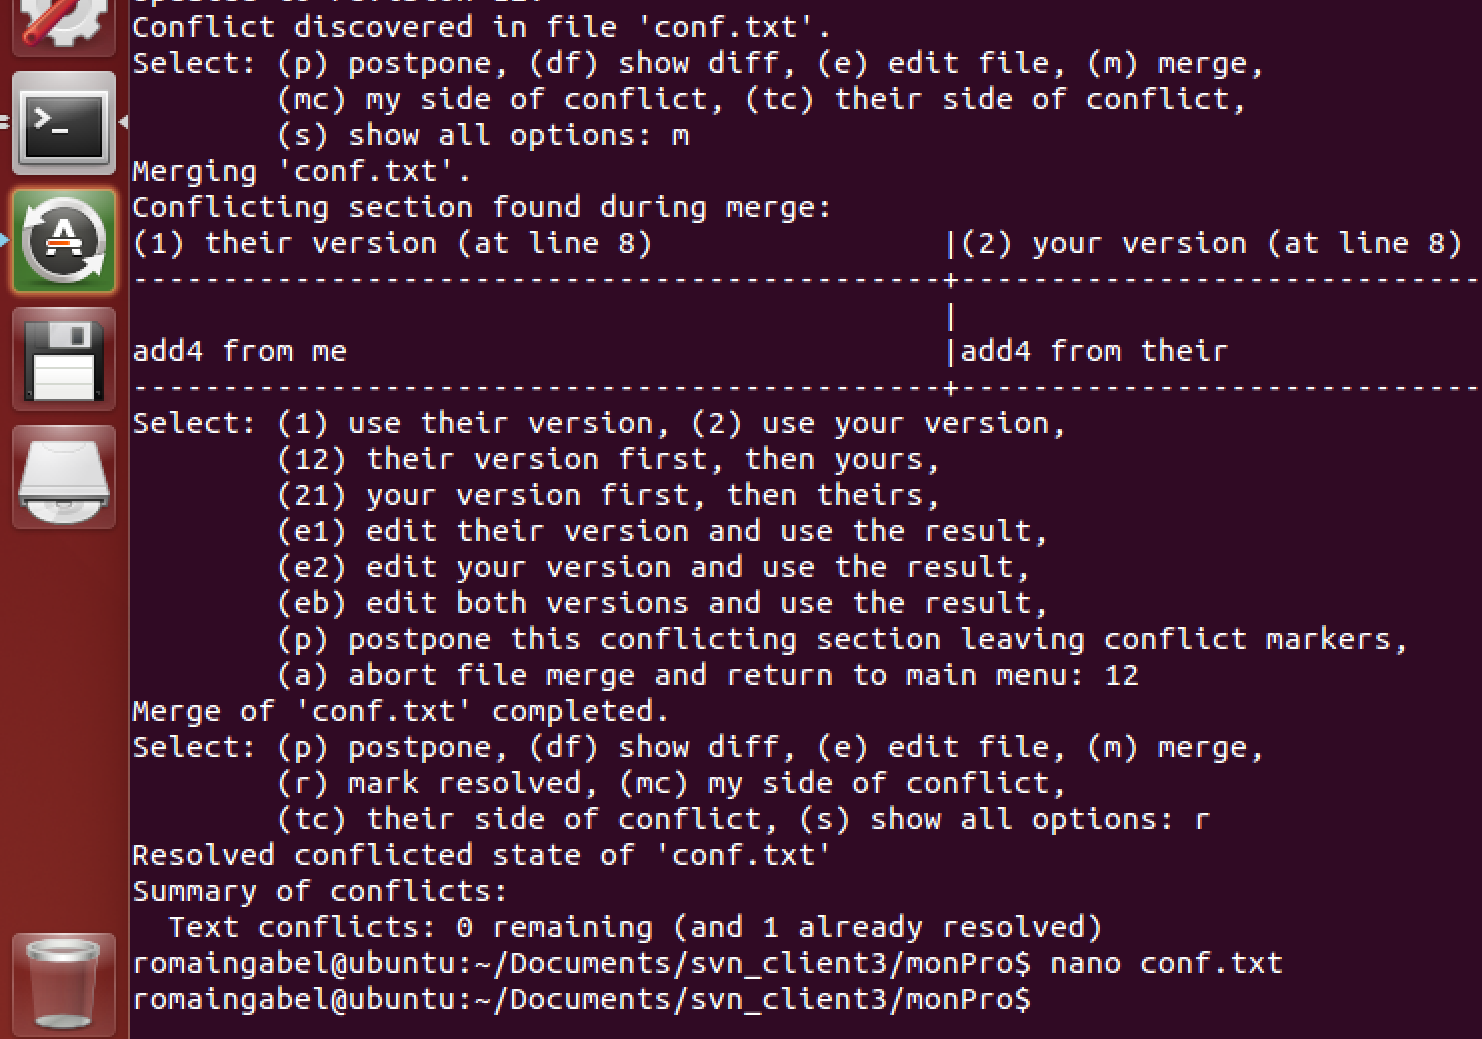 Updated to revision
Conflict discovered in file 'conf.txt'.
Select: (p) postpone, (df) show diff, (e) edit file, (m) merge,
(mc) my side of conflict, (tc) their side of conflict,
(s) show all options: m
Merging 'conf.txt'.
Conflicting section found during merge:
(1) their version (at line 8) |(2) your version (at line 8)
---------------------------------------------+-----------------------------
|
add4 from me |add4 from their
---------------------------------------------+-----------------------------
Select: (1) use their version, (2) use your version,
(12) their version first, then yours,
(21) your version first, then theirs,
(e1) edit their version and use the result,
(e2) edit your version and use the result,
(eb) edit both versions and use the result,
(p) postpone this conflicting section leaving conflict markers,
(a) abort file merge and return to main menu: 12
Merge of 'conf.txt' completed.
Select: (p) postpone, (df) show diff, (e) edit file, (m) merge,
(r) mark resolved, (mc) my side of conflict,
(tc) their side of conflict, (s) show all options: r
Resolved conflicted state of 'conf.txt'
Summary of conflicts:
Text conflicts: 0 remaining (and 1 already resolved)
romaingabel@ubuntu:~/Documents/svn_client3/monPro$ nano conf.txt
romaingabel@ubuntu:~/Documents/svn_client3/monPro$